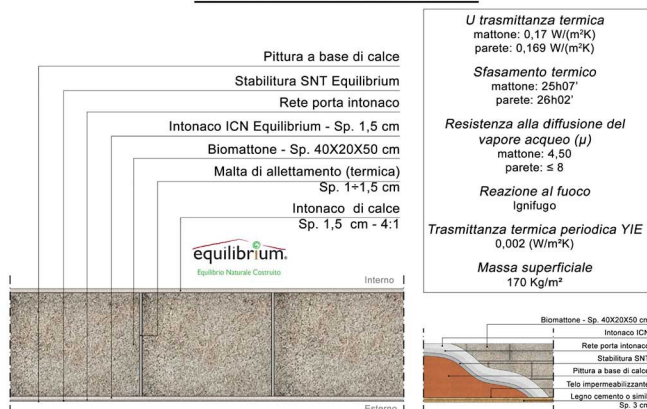 Pittura a base di calce
Stabilitura SNT Equilibrium
Rete porta intonaco
Intonaco ICN Equilibrium - Sp. 1,5 cm
Biomattone - Sp. 40X20X50 cm
Malta di allettamento (termica)
Sp. 1÷1,5 cm
Intonaco di calce
Sp. 1,5 cm - 4:1
equilibrium®
Equilibrio Naturale Costruito
Interno
Esterno
U trasmittanza termica
mattone: 0,17 W/(m²K)
parete: 0,169 W/(m²K)
Sfasamento termico
mattone: 25h07'
parete: 26h02'
Resistenza alla diffusione del
vapore acqueo (µ)
mattone: 4,50
parete: ≤ 8
Reazione al fuoco
Ignifugo
Trasmittanza termica periodica YIE
0,002 (W/m²K)
Massa superficiale
170 Kg/m²
Biomattone - Sp. 40X20X50 cm
Intonaco ICN
Rete porta intonaco
Stabilitura SNT
Pittura a base di calce
Telo impermeabilizzante
Legno cemento o simil
Sp. 3 cm